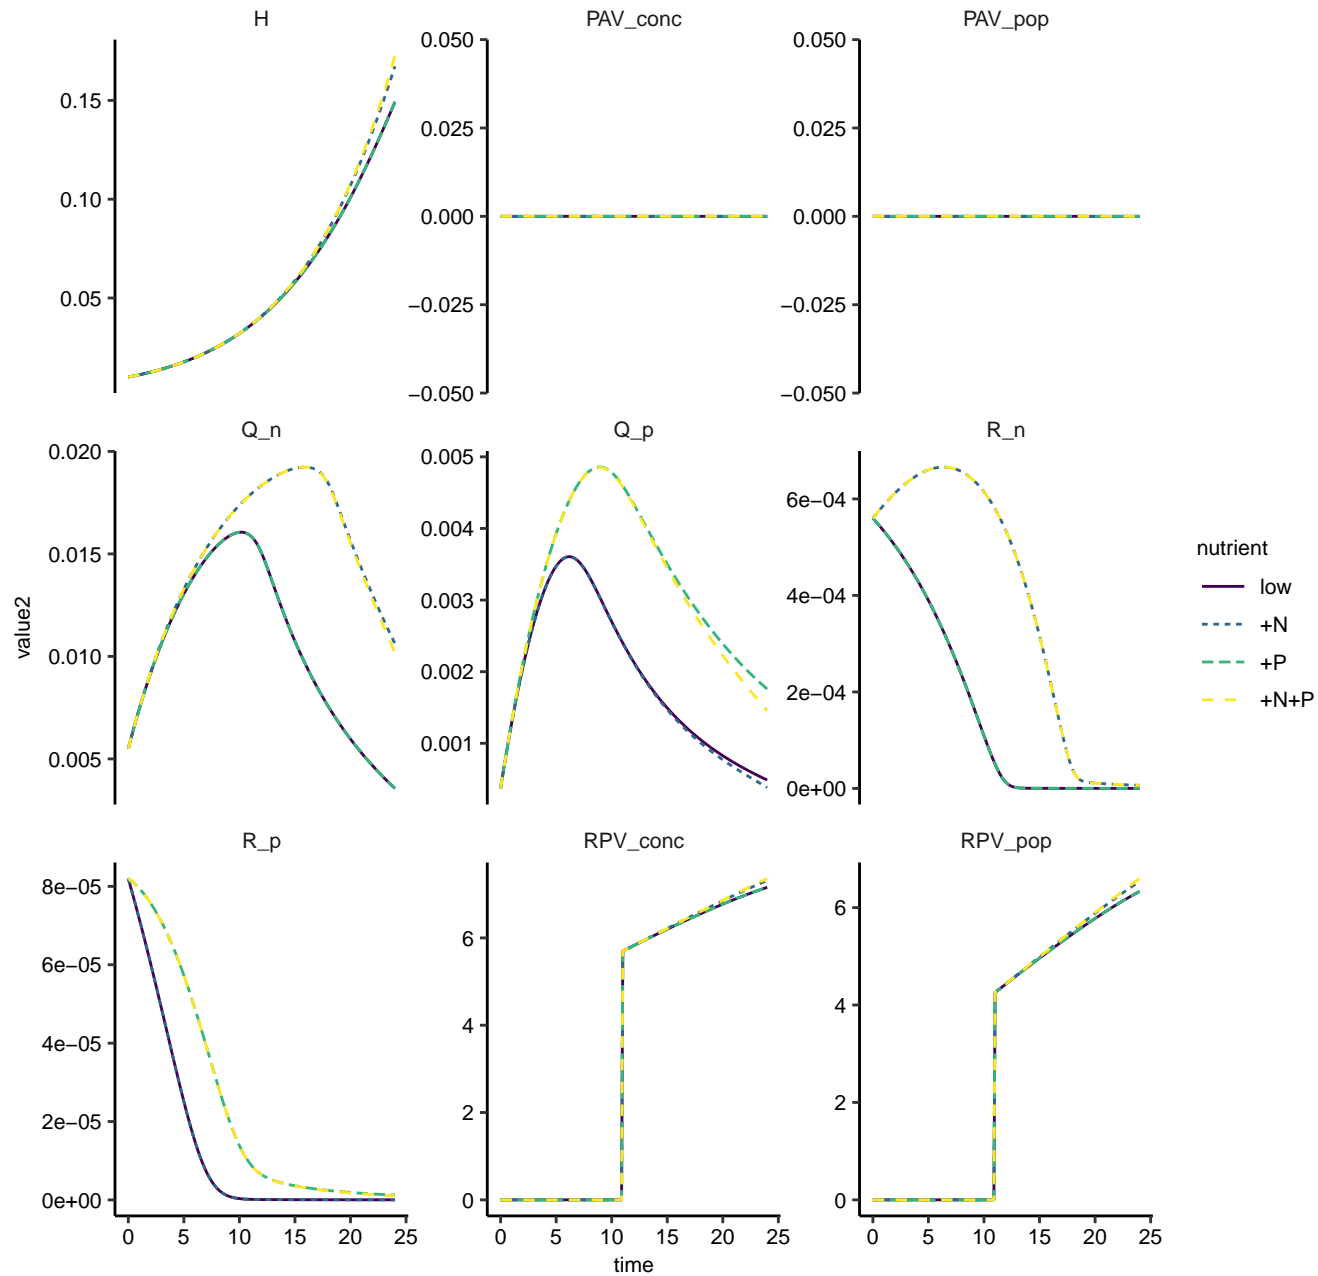 H
PAV_conc
PAV_pop
0.15
0.10
0.05
0.050
0.025
0.000
−0.025
−0.050
0.050
0.025
0.000
−0.025
−0.050
Q_n
Q_p
R_n
0.020
0.015
0.010
0.005
0.005
0.004
0.003
0.002
0.001
6e−04
4e−04
2e−04
0e+00
R_p
RPV_conc
RPV_pop
8e−05
6e−05
4e−05
2e−05
0e+00
6
4
2
0
6
4
2
0
0 5 10 15 20 25
0 5 10 15 20 25
0 5 10 15 20 25
time
value2
nutrient
low
+N
+P
+N+P